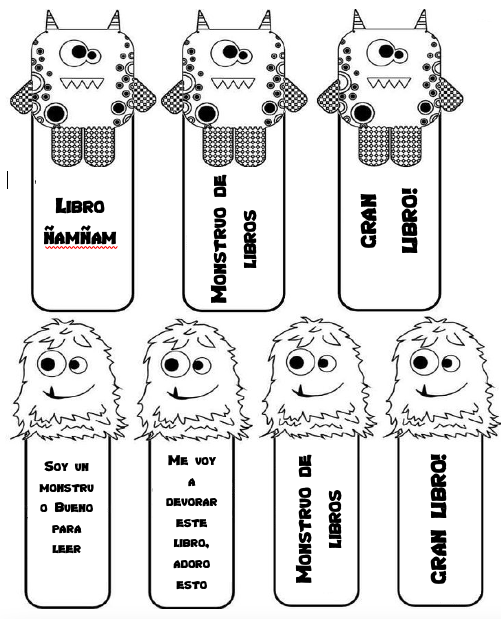 Libro
ñamñam
Monstruo de
libros
gran
libro!
Soy un
monstru
o Bueno
para
leer
Me voy
a
devorar
este
libro,
adoro
esto
Monstruo de
libros
gran libro!